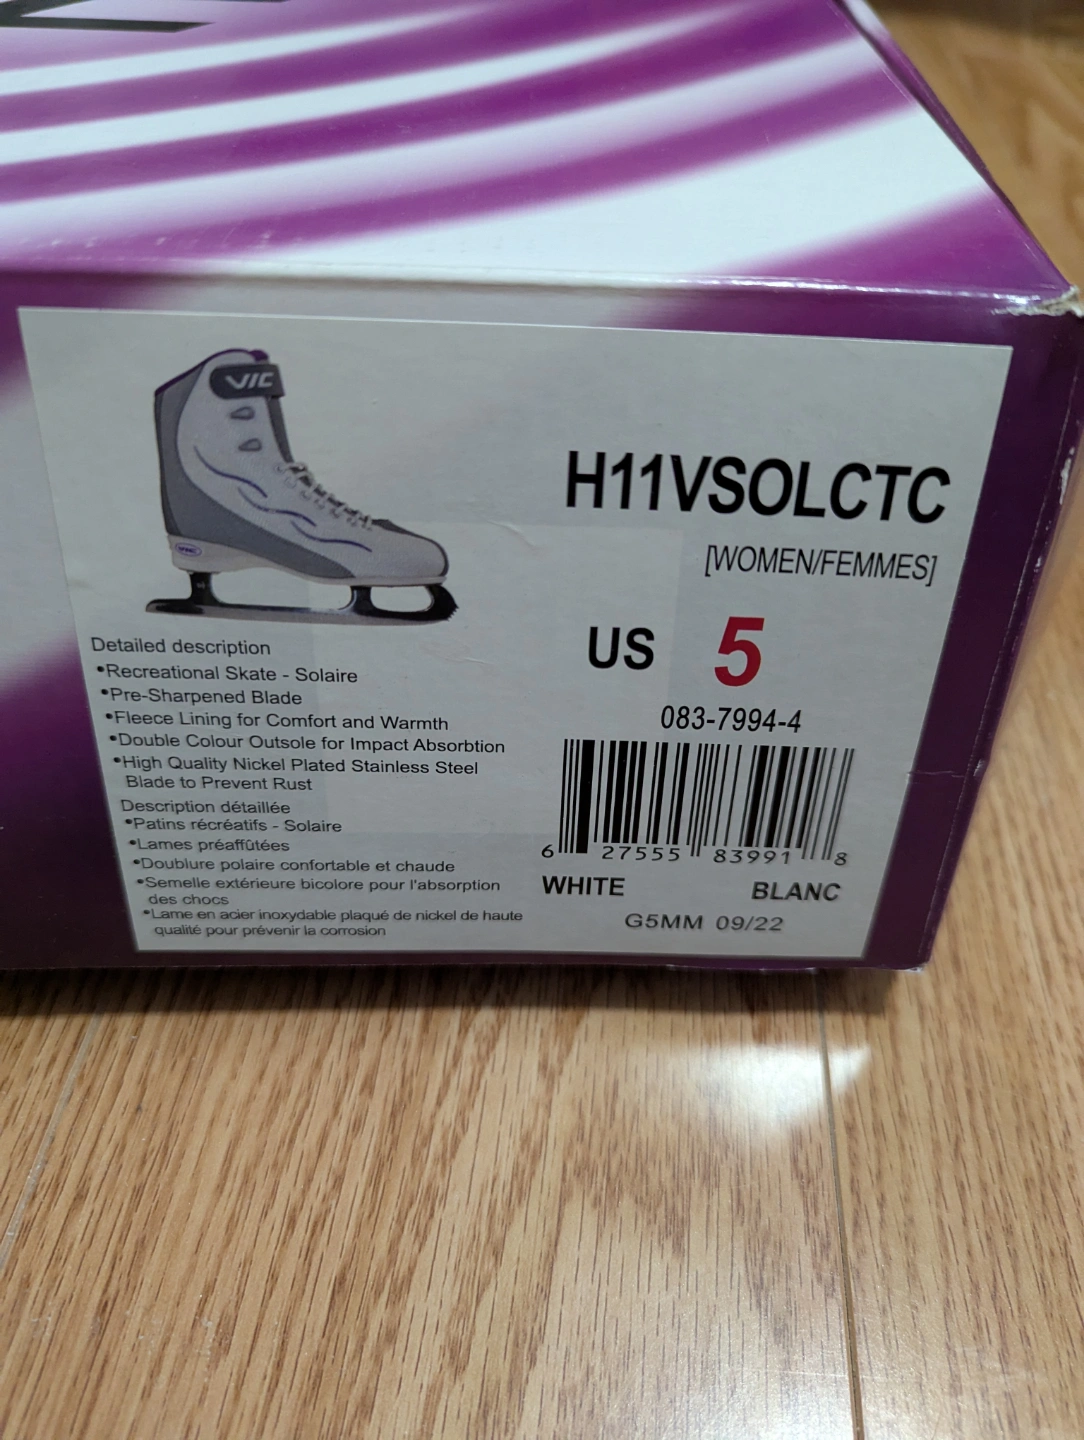 VIC
VIC
H11VSOLCTC
[WOMEN/FEMMES]
US 5
083-7994-4
6 27555 83991 8
WHITE BLANC
G5MM 09/22
Detailed description
•Recreational Skate - Solaire
•Pre-Sharpened Blade
•Fleece Lining for Comfort and Warmth
•Double Colour Outsole for Impact Absorbtion
•High Quality Nickel Plated Stainless Steel
Blade to Prevent Rust
Description détaillée
•Patins récréatifs - Solaire
•Lames préaffûtées
•Doublure polaire confortable et chaude
•Semelle extérieure bicolore pour l'absorption
des chocs
•Lame en acier inoxydable plaqué de nickel de haute
qualité pour prévenir la corrosion